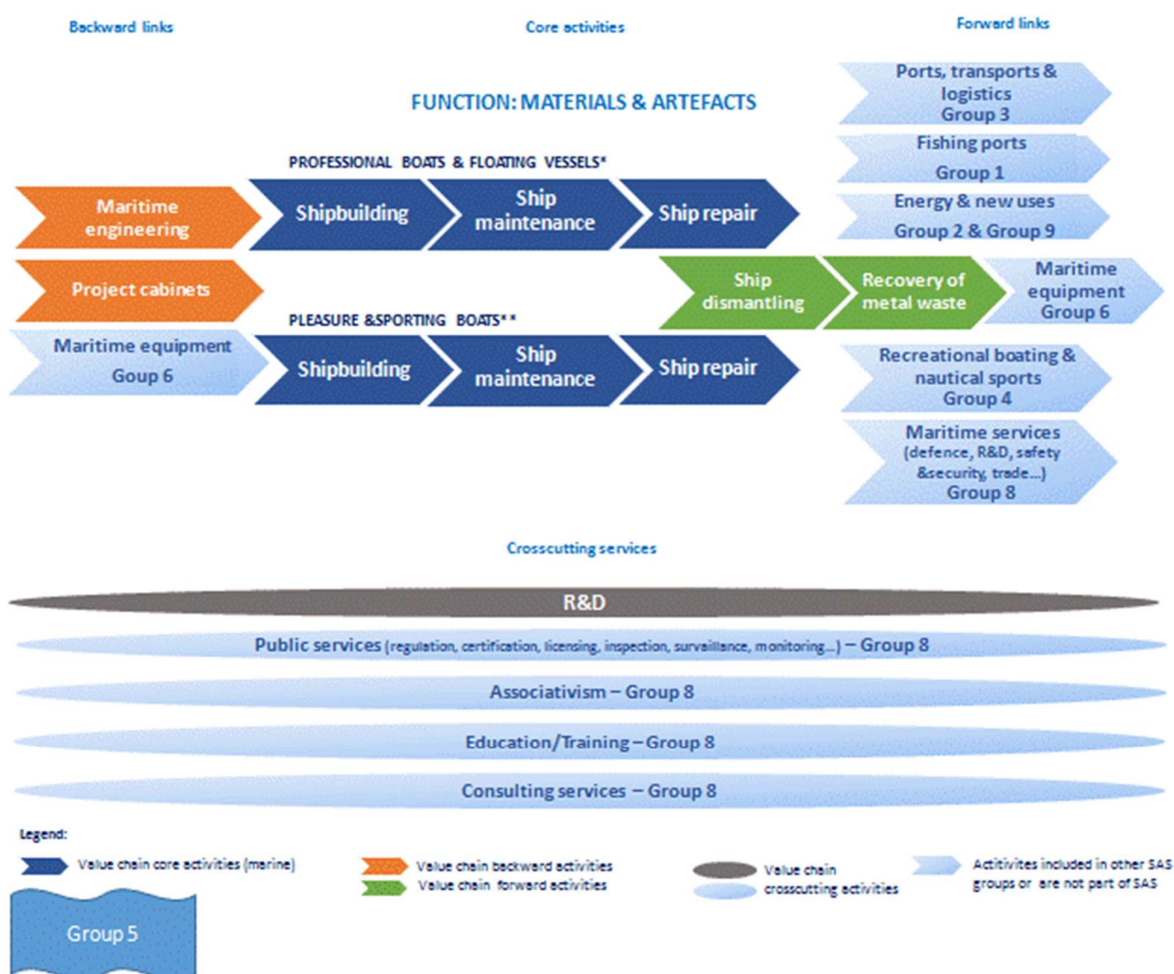 Backward links
Core activities
Forward links
FUNCTION: MATERIALS & ARTEFACTS
Ports, transports &
logistics
Group 3
Fishing ports
Group 1
Energy & new uses
Group 2 & Group 9
PROFESSIONAL BOATS & FLOATING VESSELS*
Maritime
engineering
Shipbuilding
Ship
maintenance
Ship repair
Project cabinets
Ship
dismantling
Recovery of
metal waste
Maritime
equipment
Group 6
PLEASURE &SPORTING BOATS**
Maritime equipment
Goup 6
Shipbuilding
Ship
maintenance
Ship repair
Recreational boating &
nautical sports
Group 4
Maritime services
(defence, R&D, safety
&security, trade...)
Group 8
Crosscutting services
R&D
Public services (regulation, certification, licensing, inspection, survaillance, monitoring...) – Group 8
Associativism – Group 8
Education/Training – Group 8
Consulting services – Group 8
Legend:
Value chain core activities (marine)
Value chain backward activities
Value chain forward activities
Value chain
crosscutting activities
Actitivites included in other SAS
groups or are not part of SAS
Group 5